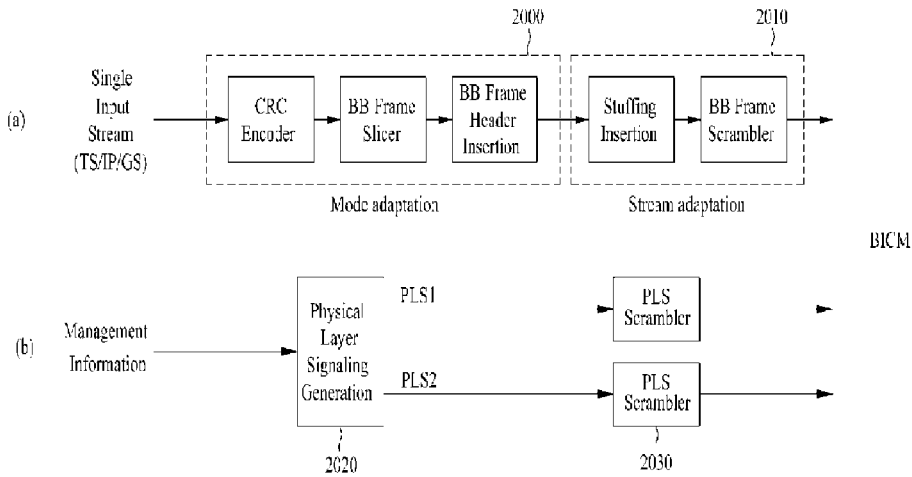 2000
2010
(a)
Single
Input
Stream
(TS/IP/GS)
CRC
Encoder
BB Frame
Slicer
BB Frame
Header
Insertion
Stuffing
Insertion
BB Frame
Scrambler
Mode adaptation
Stream adaptation
BICM
(b)
Management
Information
Physical
Layer
Signaling
Generation
PLS1
PLS2
PLS
Scrambler
PLS
Scrambler
2020
2030